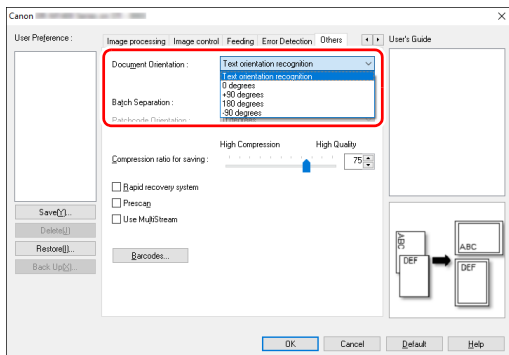 Canon
User Preference :
Image processing Image control Feeding Error Detection Others
User's Guide
Document Orientation :
Text orientation recognition
Text orientation recognition
0 degrees
+90 degrees
180 degrees
-90 degrees
Batch Separation :
Patchcode Orientation :
High Compression High Quality
Compression ratio for saving :
75
Rapid recovery system
Prescan
Use MultiStream
Save(Y)...
Delete(J)
Restore(I)...
Barcodes...
ABC
DEF
ABC
DEF
OK Cancel Default Help